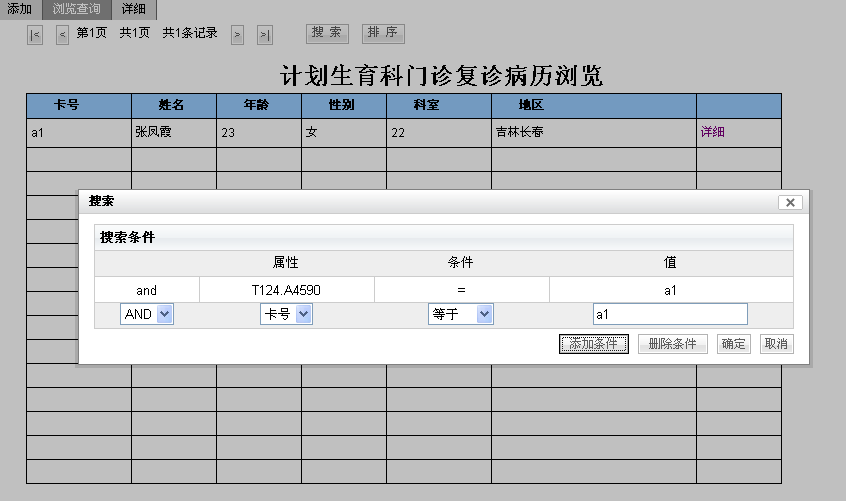 添加 浏览查询 详细
|< < 第1页 共1页 共1条记录 > >| 搜 索 排 序
计划生育科门诊复诊病历浏览
卡号 姓名 年龄 性别 科室 地区
a1 张凤霞 23 女 22 吉林长春 详细
搜索
搜索条件
属性 条件 值
and T124.A4590 = a1
AND 卡号 等于 a1
添加条件 删除条件 确定 取消